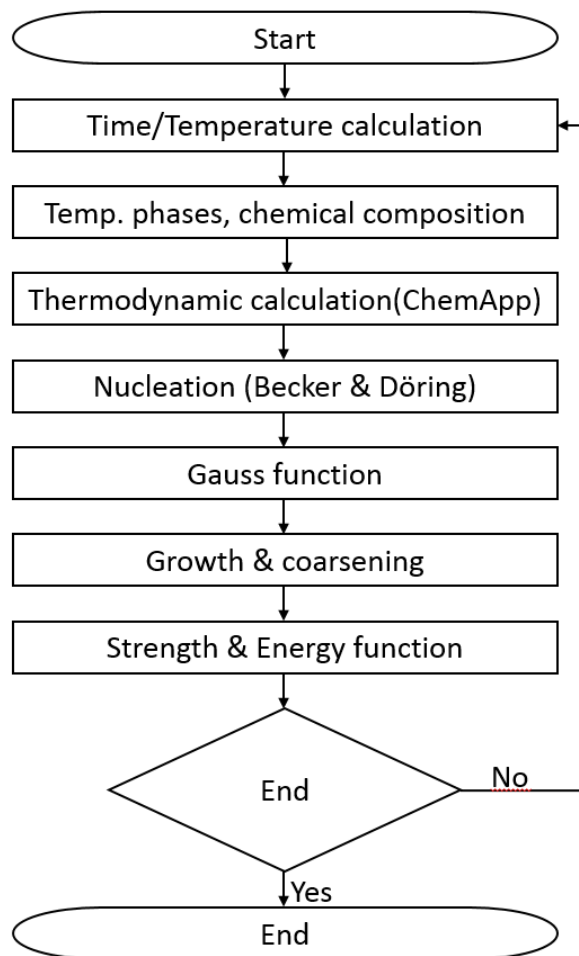 Start
Time/Temperature calculation
Temp. phases, chemical composition
Thermodynamic calculation(ChemApp)
Nucleation (Becker & Döring)
Gauss function
Growth & coarsening
Strength & Energy function
End
No
Yes
End